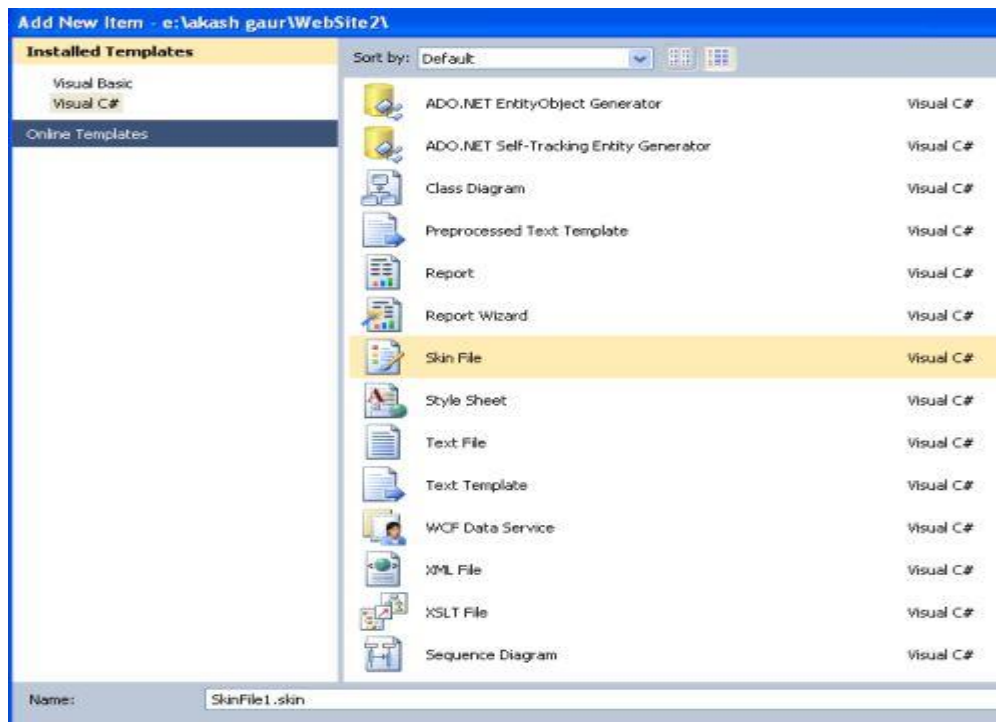 Add New Item - e:\akash gaur\WebSite2\
Installed Templates
Visual Basic
Visual C#
Online Templates
Sort by: Default
ADO.NET EntityObject Generator Visual C#
ADO.NET Self-Tracking Entity Generator Visual C#
Class Diagram Visual C#
Preprocessed Text Template Visual C#
Report Visual C#
Report Wizard Visual C#
Skin File Visual C#
Style Sheet Visual C#
Text File Visual C#
Text Template Visual C#
WCF Data Service Visual C#
XML File Visual C#
XSLT File Visual C#
Sequence Diagram Visual C#
Name: SkinFile1.skin